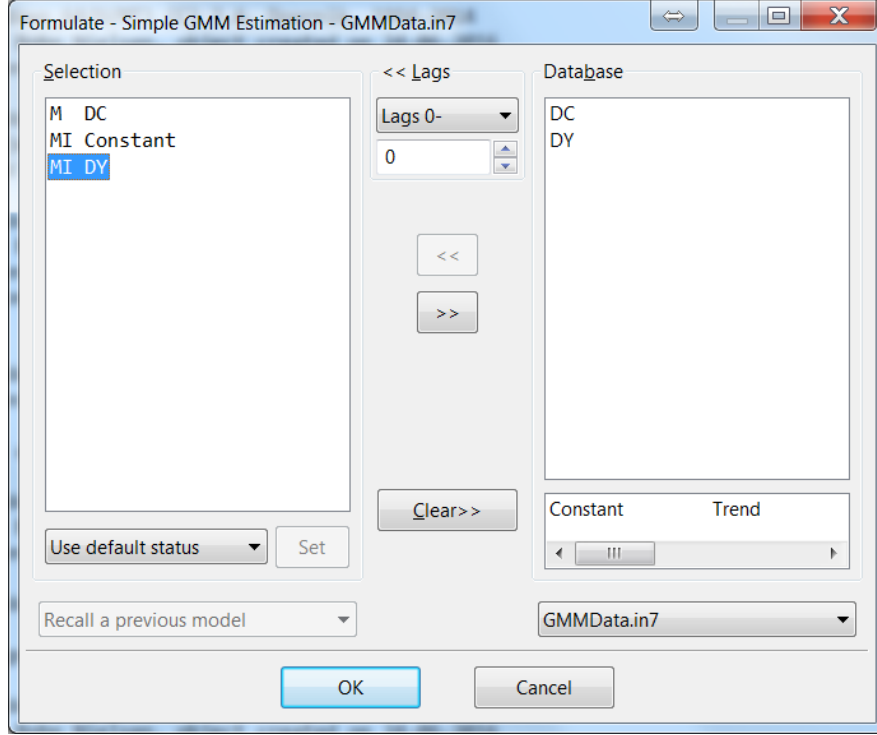 Formulate - Simple GMM Estimation - GMMData.in7
Selection
<< Lags
Database
M DC
MI Constant
MI DY
Lags 0-
0
<<
>>
Clear>>
DC
DY
Constant Trend
Use default status
Set
Recall a previous model
GMMData.in7
OK
Cancel